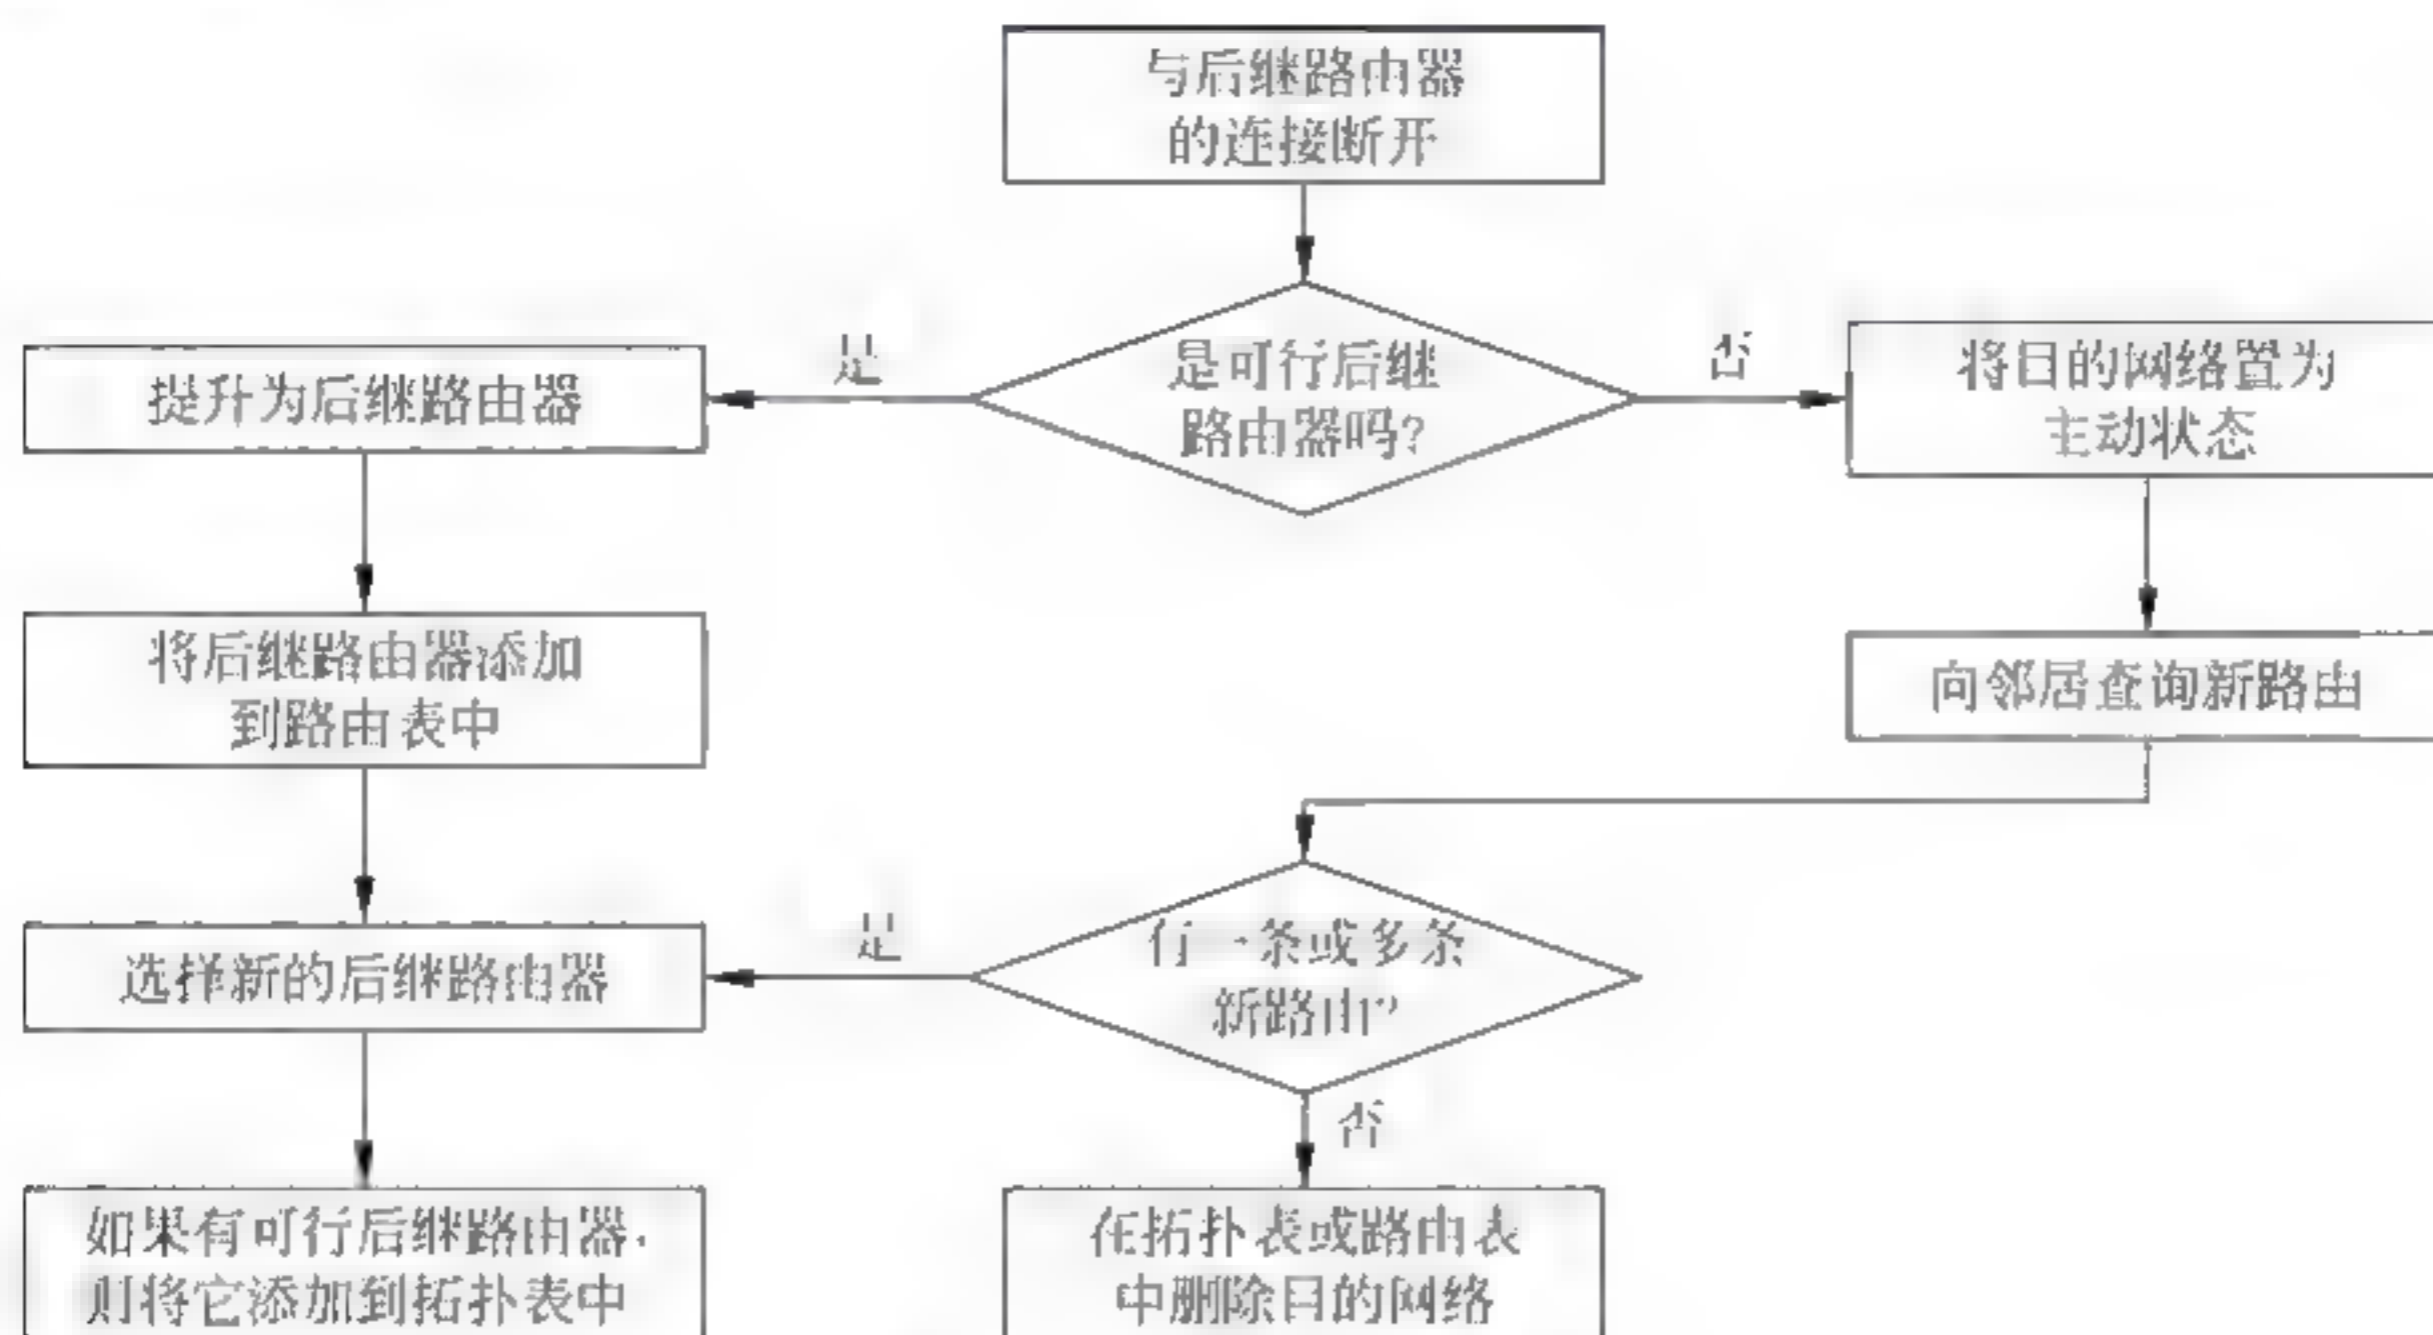 与后继路由器
的连接断开
是可行后继
路由器吗?
是
否
提升为后继路由器
将目的网络置为
主动状态
将后继路由器添加
到路由表中
向邻居查询新路由
有一条或多条
新路由?
是
否
选择新的后继路由器
如果有可行后继路由器,
则将它添加到拓扑表中
在拓扑表或路由表
中删除目的网络